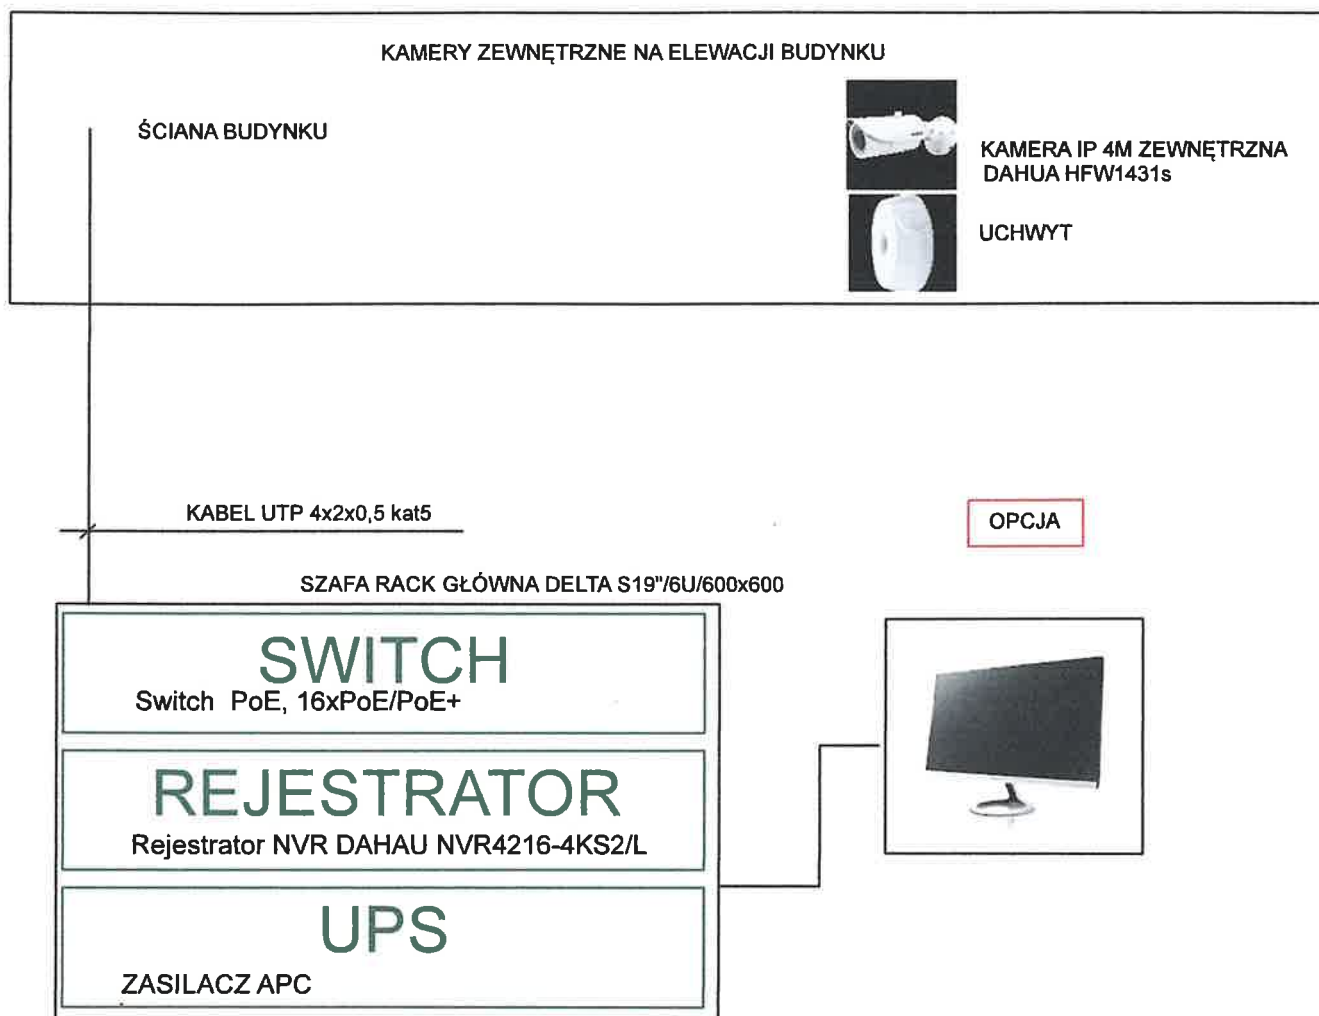 KAMERY ZEWNĘTRZNE NA ELEWACJI BUDYNKU
ŚCIANA BUDYNKU
KAMERA IP 4M ZEWNĘTRZNA
DAHUA HFW1431s
UCHWYT
KABEL UTP 4x2x0,5 kat5
OPCJA
SZAFA RACK GŁÓWNA DELTA S19"/6U/600x600
SWITCH
Switch PoE, 16xPoE/PoE+
REJESTRATOR
Rejestrator NVR DAHAU NVR4216-4KS2/L
UPS
ZASILACZ APC